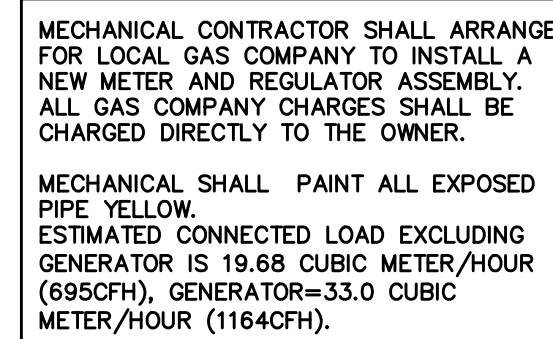 MECHANICAL CONTRACTOR SHALL ARRANGE
FOR LOCAL GAS COMPANY TO INSTALL A
NEW METER AND REGULATOR ASSEMBLY.
ALL GAS COMPANY CHARGES SHALL BE
CHARGED DIRECTLY TO THE OWNER.
MECHANICAL SHALL PAINT ALL EXPOSED
PIPE YELLOW.
ESTIMATED CONNECTED LOAD EXCLUDING
GENERATOR IS 19.68 CUBIC METER/HOUR
(695CFH), GENERATOR=33.0 CUBIC
METER/HOUR (1164CFH).